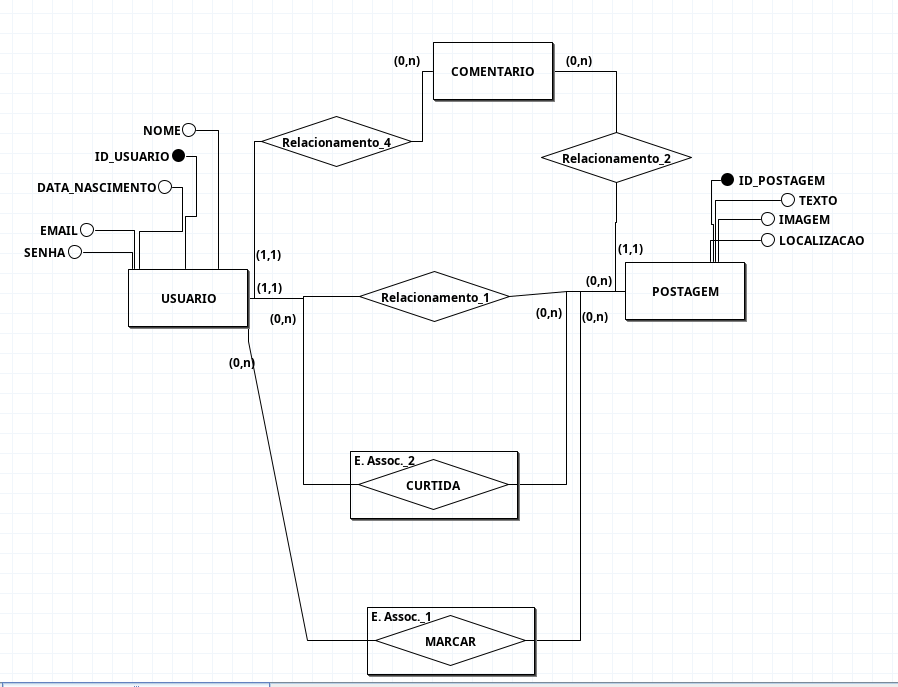 COMENTARIO
(0,n)
(0,n)
NOME
Relacionamento_4
ID_USUARIO
Relacionamento_2
DATA_NASCIMENTO
ID_POSTAGEM
TEXTO
IMAGEM
EMAIL
LOCALIZACAO
SENHA
(1,1)
(1,1)
(1,1)
(0,n)
USUARIO
Relacionamento_1
POSTAGEM
(0,n)
(0,n)
(0,n)
(0,n)
E. Assoc._2
CURTIDA
E. Assoc._1
MARCAR